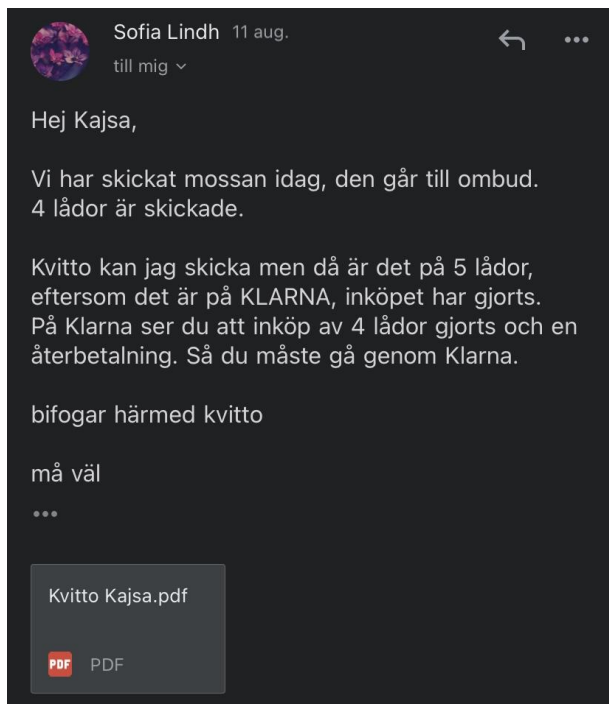 Sofia Lindh 11 aug.
till mig
Hej Kajsa,
Vi har skickat mossan idag, den går till ombud.
4 lådor är skickade.
Kvitto kan jag skicka men då är det på 5 lådor,
eftersom det är på KLARNA, inköpet har gjorts.
På Klarna ser du att inköp av 4 lådor gjorts och en
återbetalning. Så du måste gå genom Klarna.
bifogar härmed kvitto
må väl
Kvitto Kajsa.pdf
PDF PDF